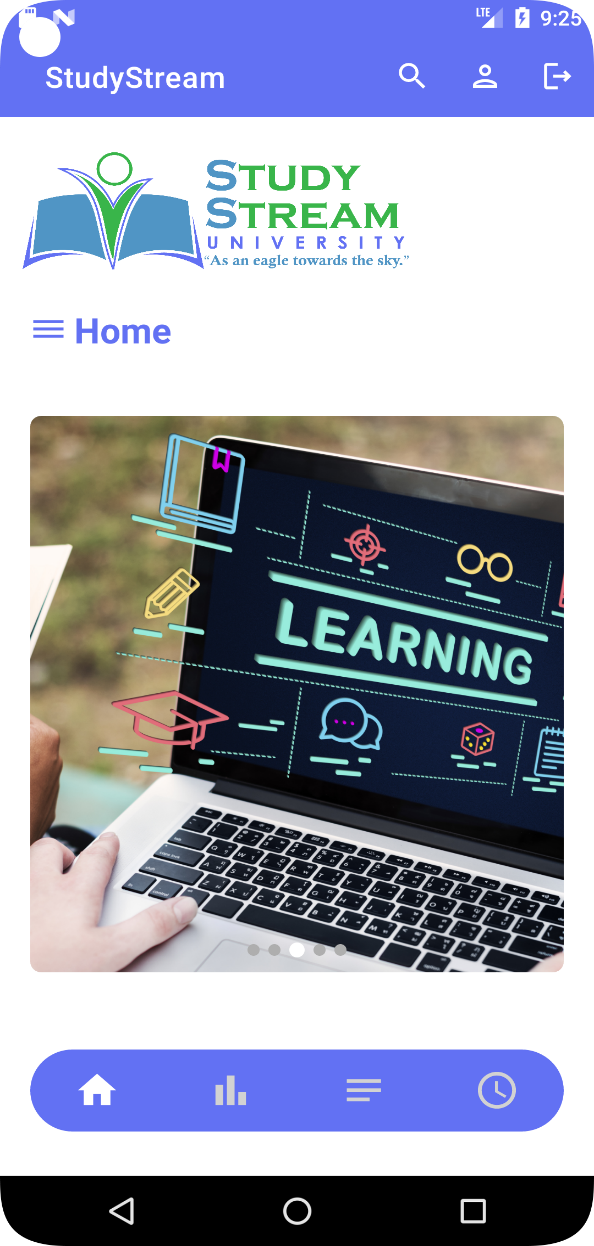 LTE 9:25
StudyStream
STUDY
STREAM
UNIVERSITY
“As an eagle towards the sky.”
Home
LEARNING